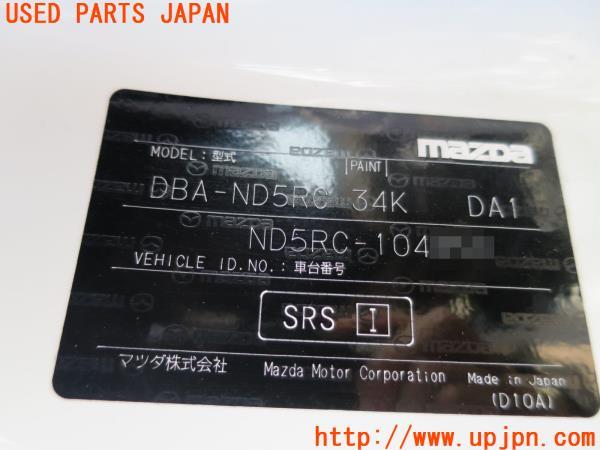 USED PARTS JAPAN
mazda
MODEL:型式 PAINT
DBA-ND5RC 34K DA1
ND5RC-104
VEHICLE ID.NO.:車台番号
SRS I
マツダ株式会社 Mazda Motor Corporation Made in Japan
(D10A)
http://www.upjpn.com